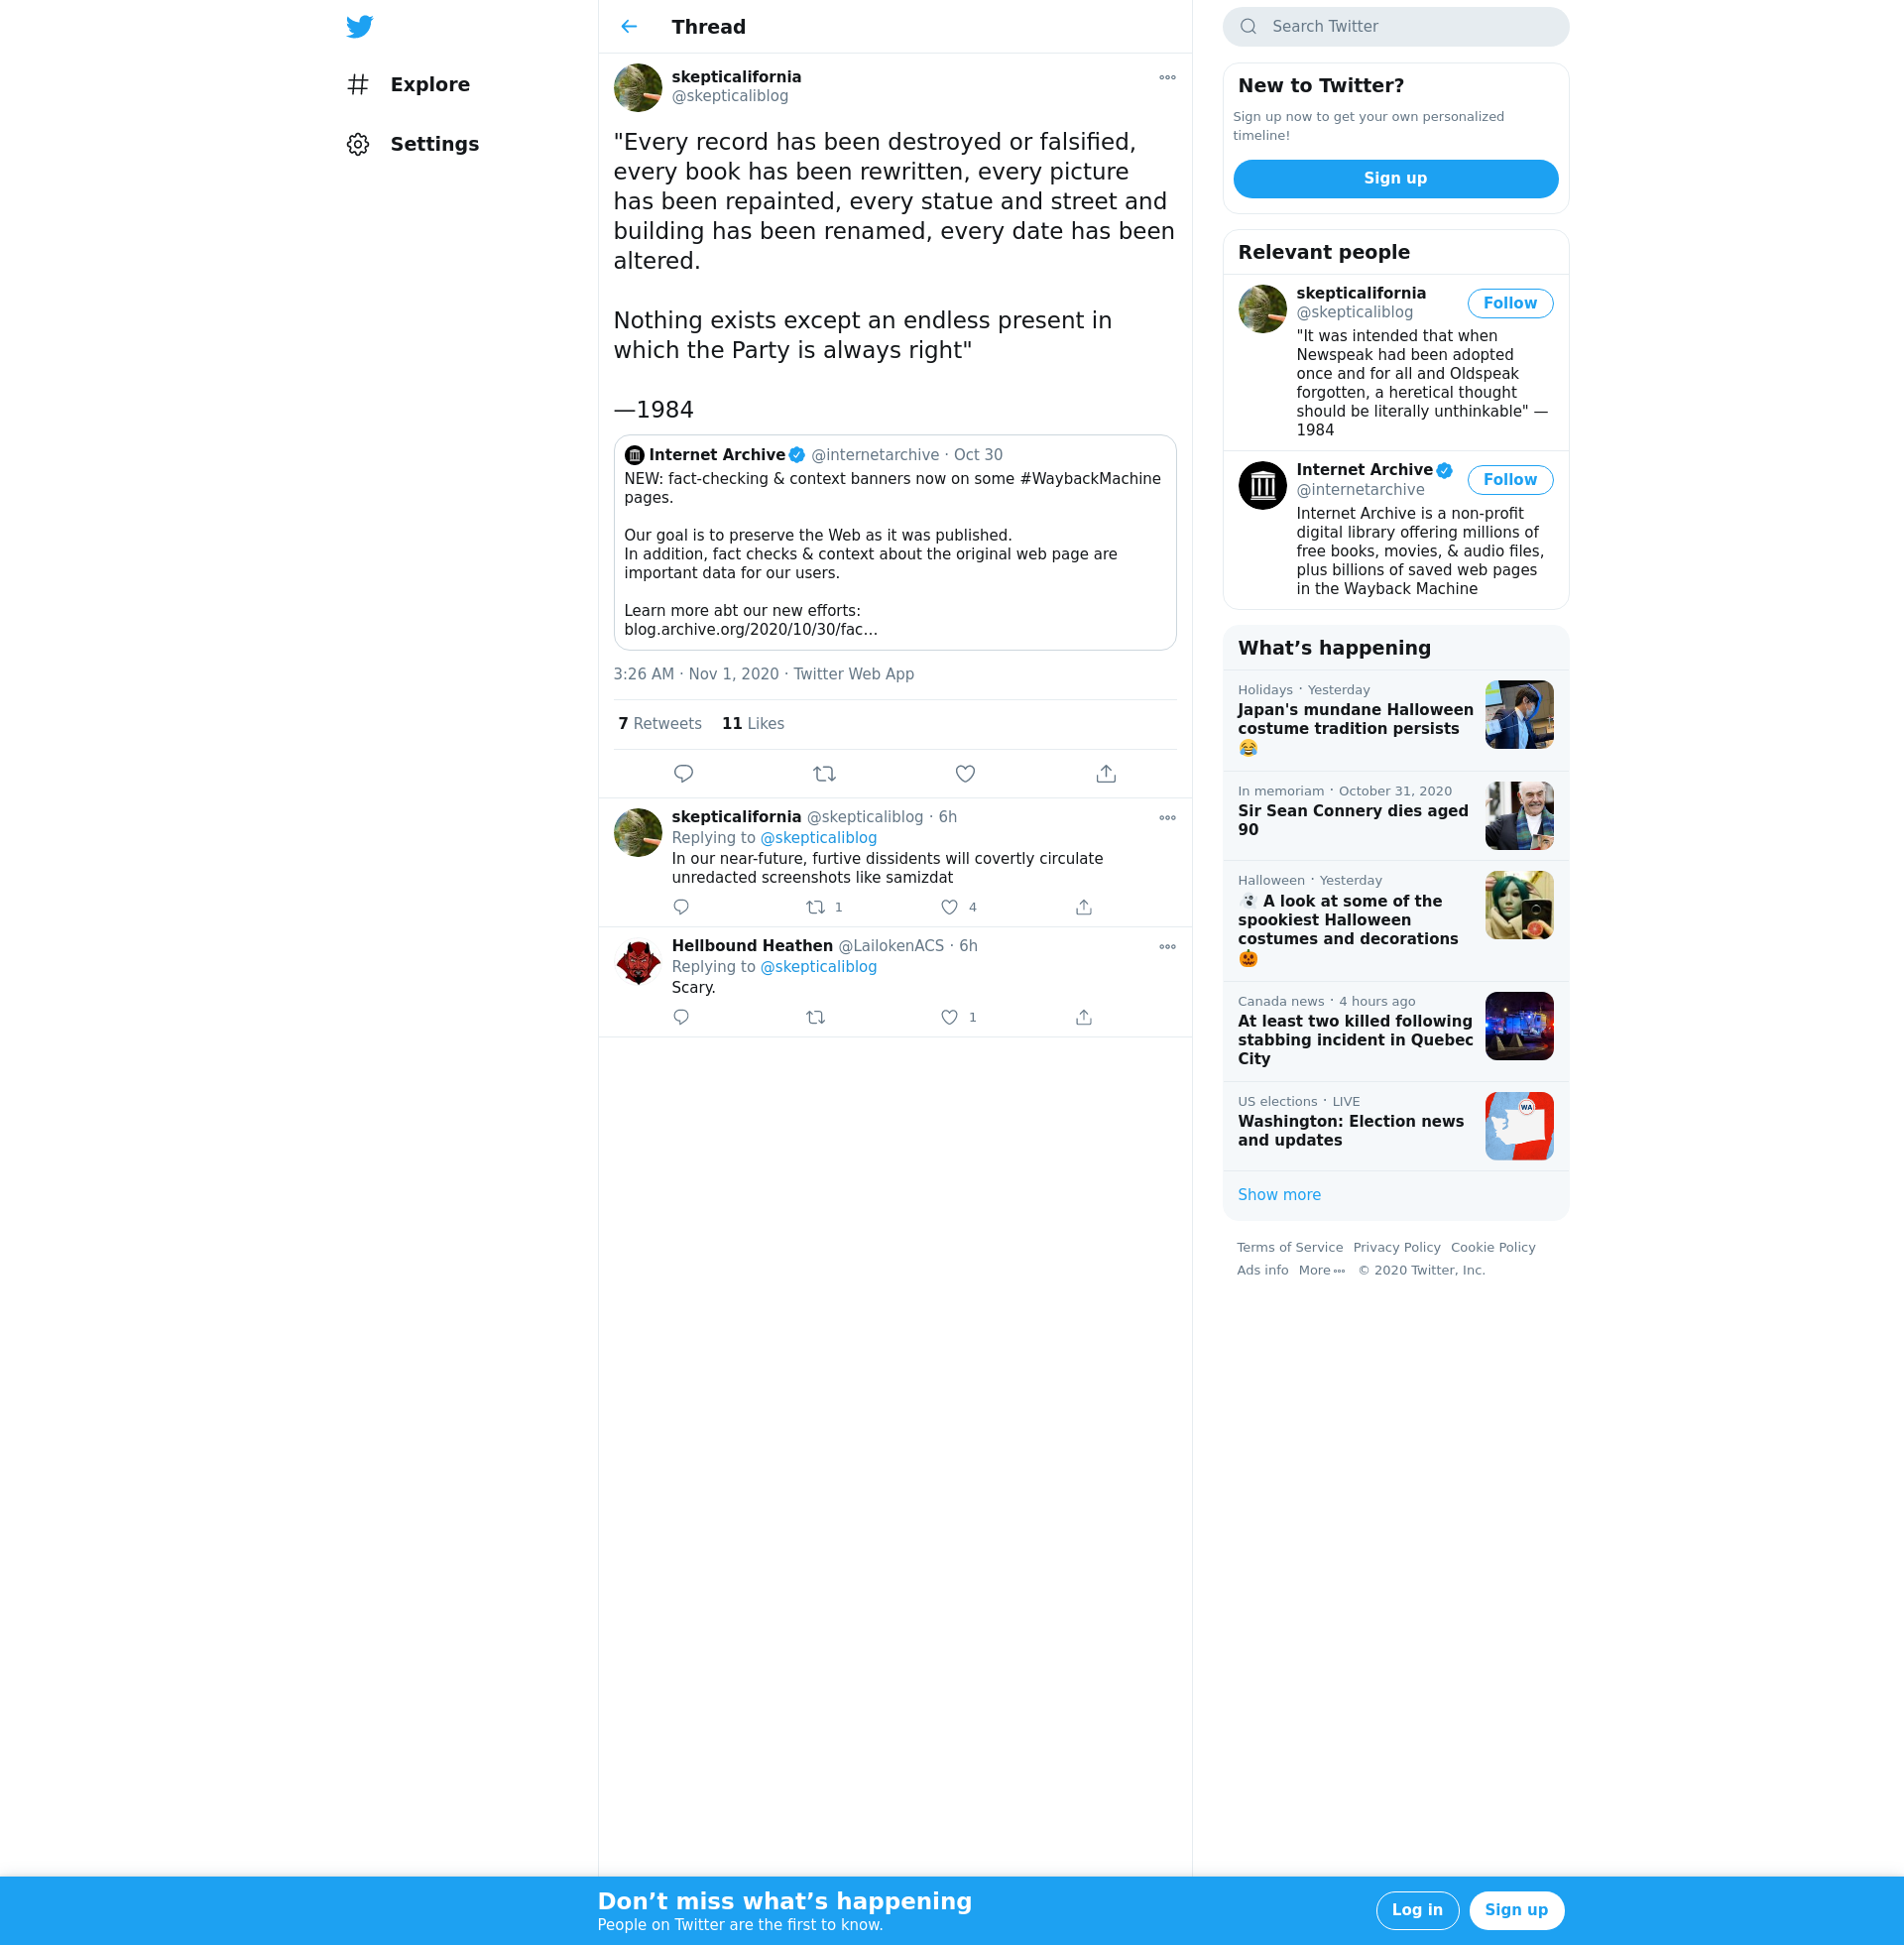 Explore
Settings
Thread
skepticalifornia
@skepticaliblog
"Every record has been destroyed or falsified,
every book has been rewritten, every picture
has been repainted, every statue and street and
building has been renamed, every date has been
altered.
Nothing exists except an endless present in
which the Party is always right"
—1984
Internet Archive @internetarchive · Oct 30
NEW: fact-checking & context banners now on some #WaybackMachine
pages.
Our goal is to preserve the Web as it was published.
In addition, fact checks & context about the original web page are
important data for our users.
Learn more abt our new efforts:
blog.archive.org/2020/10/30/fac…
3:26 AM · Nov 1, 2020 · Twitter Web App
7 Retweets 11 Likes
skepticalifornia @skepticaliblog · 6h
Replying to @skepticaliblog
In our near-future, furtive dissidents will covertly circulate
unredacted screenshots like samizdat
1 4
Hellbound Heathen @LailokenACS · 6h
Replying to @skepticaliblog
Scary.
1
Search Twitter
New to Twitter?
Sign up now to get your own personalized
timeline!
Sign up
Relevant people
skepticalifornia
@skepticaliblog
Follow
"It was intended that when
Newspeak had been adopted
once and for all and Oldspeak
forgotten, a heretical thought
should be literally unthinkable" —
1984
Internet Archive
@internetarchive
Follow
Internet Archive is a non-profit
digital library offering millions of
free books, movies, & audio files,
plus billions of saved web pages
in the Wayback Machine
What’s happening
Holidays · Yesterday
Japan's mundane Halloween
costume tradition persists
😂
In memoriam · October 31, 2020
Sir Sean Connery dies aged
90
Halloween · Yesterday
👻 A look at some of the
spookiest Halloween
costumes and decorations
🎃
Canada news · 4 hours ago
At least two killed following
stabbing incident in Quebec
City
US elections · LIVE
Washington: Election news
and updates
WA
Show more
Terms of Service Privacy Policy Cookie Policy
Ads info More © 2020 Twitter, Inc.
Don’t miss what’s happening
People on Twitter are the first to know.
Log in
Sign up